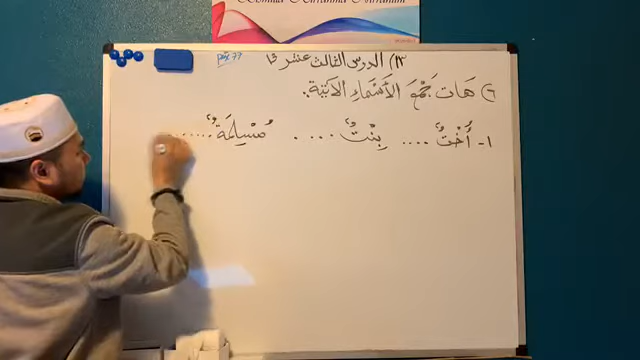 ١٣) الدرس الثالث عشر ١٣
٦) هَاتِ جَمْعَ الأَسْمَاءِ الآتِيَةِ.
١- أُخْتٌ .... بِنْتٌ .... مُسْلِمَةٌ ......